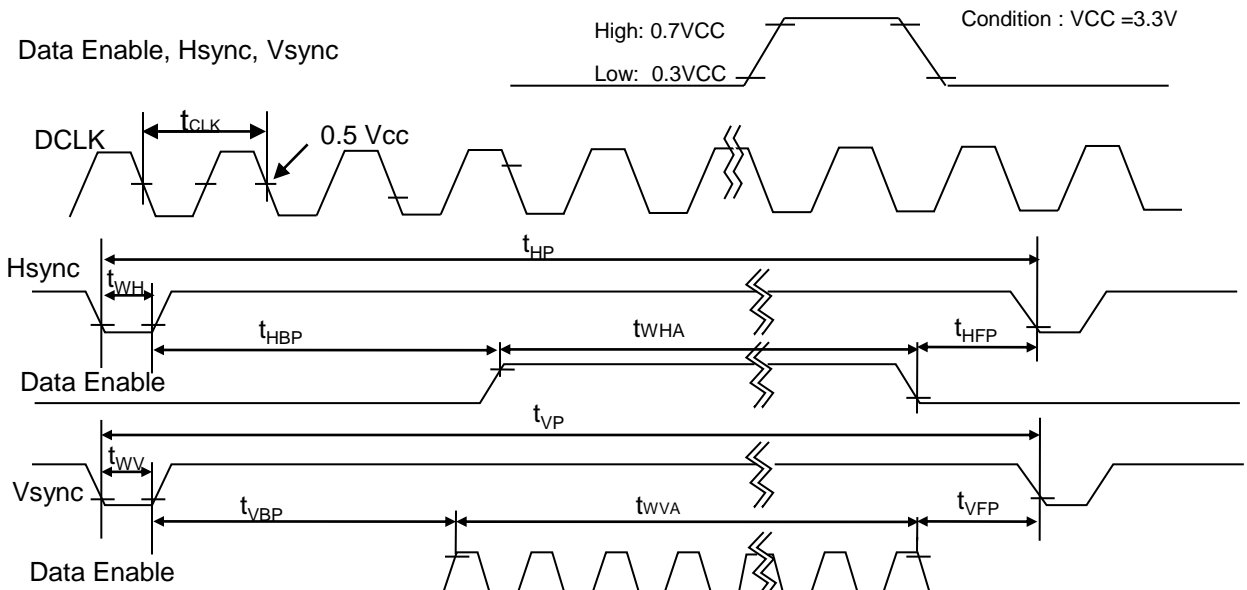 Condition : VCC =3.3V
High: 0.7VCC
Data Enable, Hsync, Vsync
Low: 0.3VCC
tCLK
DCLK
0.5 Vcc
tHP
Hsync
tWH
tHBP
tWHA
tHFP
Data Enable
tVP
tWV
Vsync
tVBP
tWVA
tVFP
Data Enable